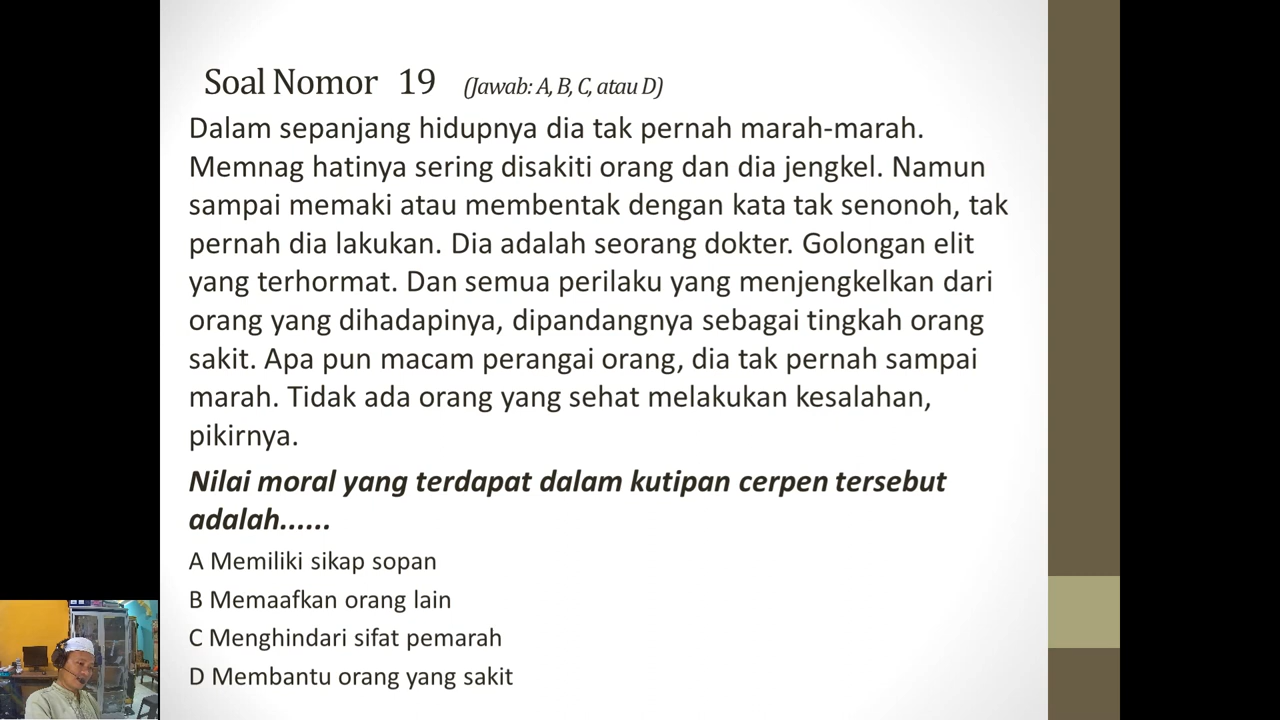 Soal Nomor 19 (Jawab: A, B, C, atau D)
Dalam sepanjang hidupnya dia tak pernah marah-marah.
Memnag hatinya sering disakiti orang dan dia jengkel. Namun
sampai memaki atau membentak dengan kata tak senonoh, tak
pernah dia lakukan. Dia adalah seorang dokter. Golongan elit
yang terhormat. Dan semua perilaku yang menjengkelkan dari
orang yang dihadapinya, dipandangnya sebagai tingkah orang
sakit. Apa pun macam perangai orang, dia tak pernah sampai
marah. Tidak ada orang yang sehat melakukan kesalahan,
pikirnya.
Nilai moral yang terdapat dalam kutipan cerpen tersebut
adalah......
A Memiliki sikap sopan
B Memaafkan orang lain
C Menghindari sifat pemarah
D Membantu orang yang sakit